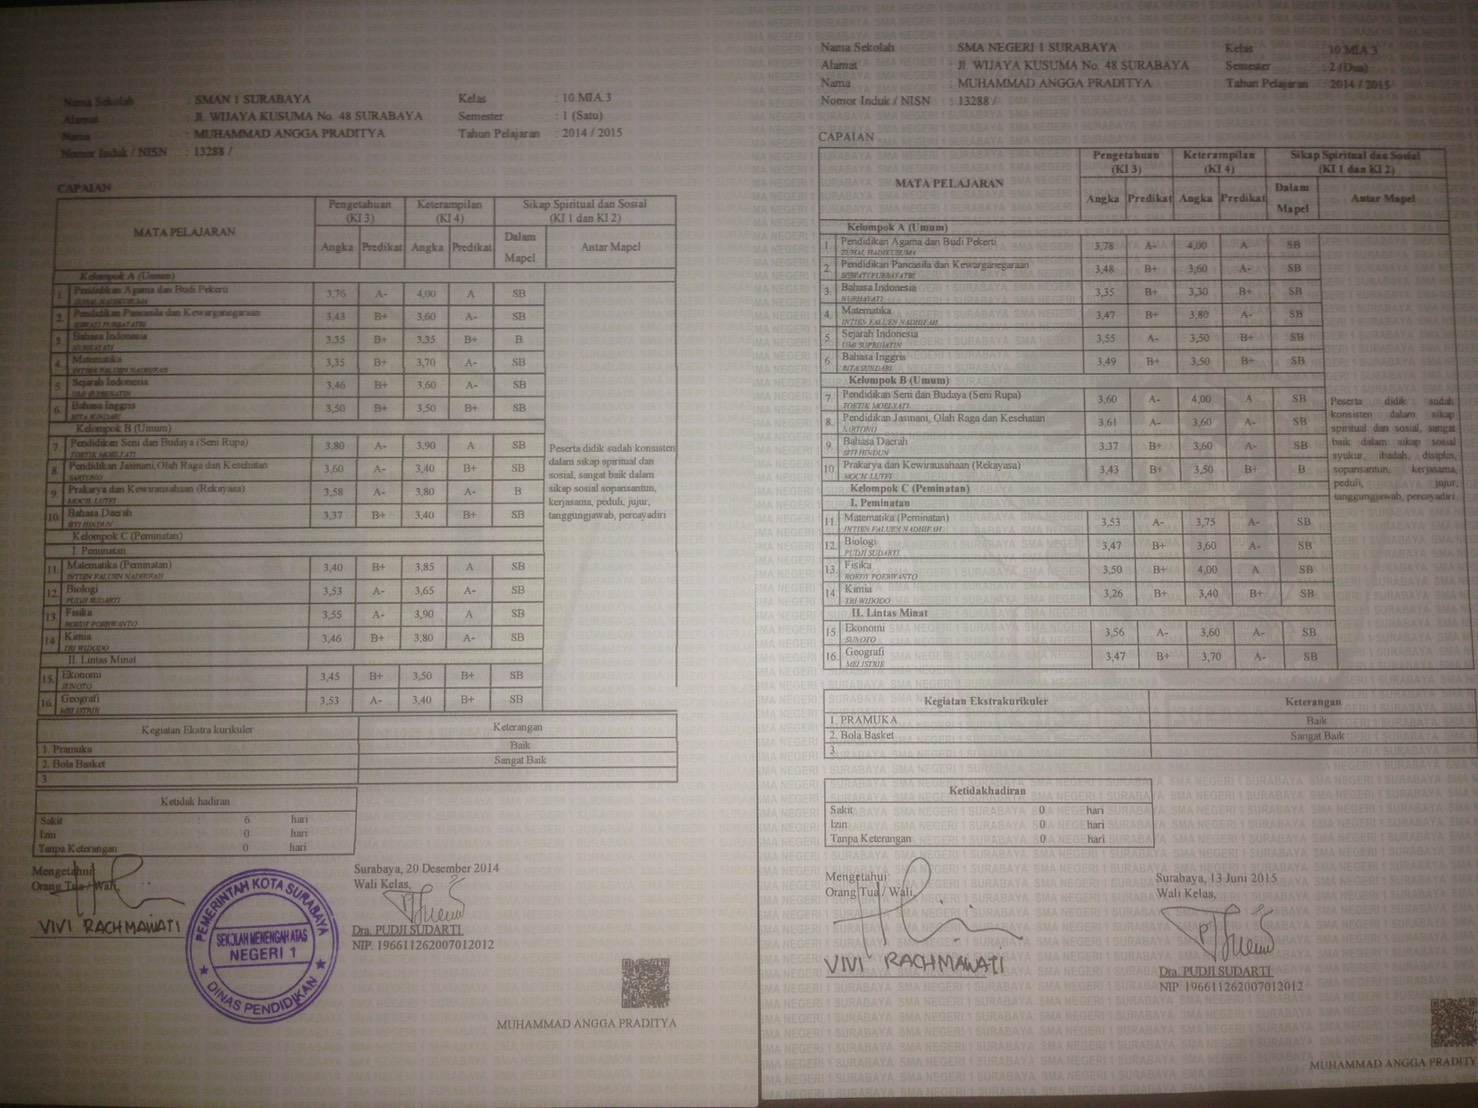 Nama Sekolah : SMAN 1 SURABAYA Kelas : 10 MIA.3
Alamat : Jl. WIJAYA KUSUMA No. 48 SURABAYA Semester : 1 (Satu)
Nama : MUHAMMAD ANGGA PRADITYA Tahun Pelajaran : 2014 / 2015
Nomor Induk / NISN : 13288 /
CAPAIAN
MATA PELAJARAN Pengetahuan (KI 3) Keterampilan (KI 4) Sikap Spiritual dan Sosial (KI 1 dan KI 2)
Angka Predikat Angka Predikat Dalam Mapel Antar Mapel
Kelompok A (Umum)
1. Pendidikan Agama dan Budi Pekerti 3,76 A- 4,00 A SB
2. Pendidikan Pancasila dan Kewarganegaraan 3,43 B+ 3,60 A- SB
3. Bahasa Indonesia 3,35 B+ 3,35 B+ B
NURHAYATI
4. Matematika 3,35 B+ 3,70 A- SB
INTIEN FALUEN NADHIFAH
5. Sejarah Indonesia 3,46 B+ 3,60 A- SB
UMI SUPRIHATIN
6. Bahasa Inggris 3,50 B+ 3,50 B+ SB
RITA SUNDARI
Kelompok B (Umum)
7. Pendidikan Seni dan Budaya (Seni Rupa) 3,80 A- 3,90 A SB
TOETIK MOELYATI
8. Pendidikan Jasmani, Olah Raga dan Kesehatan 3,60 A- 3,40 B+ SB
SARTONO
9. Prakarya dan Kewirausahaan (Rekayasa) 3,58 A- 3,80 A- B
MOCH. LUTFI
10. Bahasa Daerah 3,37 B+ 3,40 B+ SB
SITI HINDUN
Kelompok C (Peminatan)
I. Peminatan
11. Matematika (Peminatan) 3,40 B+ 3,85 A SB
INTIEN FALUEN NADHIFAH
12. Biologi 3,53 A- 3,65 A- SB
PUDJI SUDARTI
13. Fisika 3,55 A- 3,90 A SB
ROEDY POERWANTO
14. Kimia 3,46 B+ 3,80 A- SB
TRI WIDODO
II. Lintas Minat
15. Ekonomi 3,45 B+ 3,50 B+ SB
SUNOTO
16. Geografi 3,53 A- 3,40 B+ SB
MEI ISTRIE
Peserta didik sudah konsisten
dalam sikap spiritual dan
sosial, sangat baik dalam
sikap sosial sopansantun,
kerjasama, peduli, jujur,
tanggungjawab, percayadiri
Kegiatan Ekstra kurikuler Keterangan
1. Pramuka Baik
2. Bola Basket Sangat Baik
3.
Ketidak hadiran
Sakit 6 hari
Izin 0 hari
Tanpa Keterangan 0 hari
Mengetahui
Orang Tua / Wali,
VIVI RACHMAWATI
PEMERINTAH KOTA SURABAYA
SEKOLAH MENENGAH ATAS
NEGERI 1
DINAS PENDIDIKAN
Surabaya, 20 Desember 2014
Wali Kelas,
Dra. PUDJI SUDARTI
NIP. 196611262007012012
MUHAMMAD ANGGA PRADITYA
Nama Sekolah : SMA NEGERI 1 SURABAYA Kelas : 10 MIA 3
Alamat : Jl. WIJAYA KUSUMA No. 48 SURABAYA Semester : 2 (Dua)
Nama : MUHAMMAD ANGGA PRADITYA Tahun Pelajaran : 2014 / 2015
Nomor Induk / NISN : 13288 /
CAPAIAN
MATA PELAJARAN Pengetahuan (KI 3) Keterampilan (KI 4) Sikap Spiritual dan Sosial (KI 1 dan KI 2)
Angka Predikat Angka Predikat Dalam Mapel Antar Mapel
Kelompok A (Umum)
1. Pendidikan Agama dan Budi Pekerti 3,78 A- 4,00 A SB
2. Pendidikan Pancasila dan Kewarganegaraan 3,48 B+ 3,60 A- SB
3. Bahasa Indonesia 3,35 B+ 3,30 B+ SB
NURHAYATI
4. Matematika 3,47 B+ 3,80 A- SB
INTIEN FALUEN NADHIFAH
5. Sejarah Indonesia 3,55 A- 3,50 B+ SB
UMI SUPRIHATIN
6. Bahasa Inggris 3,49 B+ 3,50 B+ SB
RITA SUNDARI
Kelompok B (Umum)
7. Pendidikan Seni dan Budaya (Seni Rupa) 3,60 A- 4,00 A SB
TOETIK MOELYATI
8. Pendidikan Jasmani, Olah Raga dan Kesehatan 3,61 A- 3,60 A- SB
SARTONO
9. Bahasa Daerah 3,37 B+ 3,60 A- SB
SITI HINDUN
10. Prakarya dan Kewirausahaan (Rekayasa) 3,43 B+ 3,50 B+ B
MOCH. LUTFI
Kelompok C (Peminatan)
I. Peminatan
11. Matematika (Peminatan) 3,53 A- 3,75 A- SB
INTIEN FALUEN NADHIFAH
12. Biologi 3,47 B+ 3,60 A- SB
PUDJI SUDARTI
13. Fisika 3,50 B+ 4,00 A SB
ROEDY POERWANTO
14 Kimia 3,26 B+ 3,40 B+ SB
TRI WIDODO
II. Lintas Minat
15 Ekonomi 3,56 A- 3,60 A- SB
SUNOTO
16. Geografi 3,47 B+ 3,70 A- SB
MEI ISTRIE
Peserta didik sudah
konsisten dalam sikap
spiritual dan sosial, sangat
baik dalam sikap sosial
syukur, ibadah, disiplin,
sopansantun, kerjasama,
peduli, jujur,
tanggungjawab, percayadiri
Kegiatan Ekstrakurikuler Keterangan
1. PRAMUKA Baik
2. Bola Basket Sangat Baik
3.
Ketidakhadiran
Sakit 0 hari
Izin 0 hari
Tanpa Keterangan 0 hari
Mengetahui:
Orang Tua / Wali,
VIVI RACHMAWATI
Surabaya, 13 Juni 2015
Wali Kelas,
Dra. PUDJI SUDARTI
NIP 196611262007012012
MUHAMMAD ANGGA PRADITY